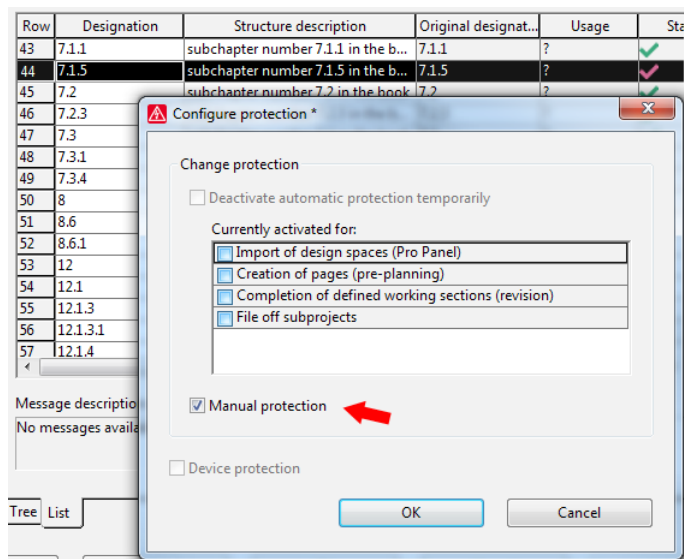 Row Designation Structure description Original designat... Usage Sta
43 7.1.1 subchapter number 7.1.1 in the b... 7.1.1 ?
44 7.1.5 subchapter number 7.1.5 in the b... 7.1.5 ?
45 7.2 subchapter number 7.2 in the book 7.2 ?
46 7.2.3
47 7.3
48 7.3.1
49 7.3.4
50 8
51 8.6
52 8.6.1
53 12
54 12.1
55 12.1.3
56 12.1.3.1
57 12.1.4
Message descriptio
No messages availa
Tree List
Configure protection *
Change protection
Deactivate automatic protection temporarily
Currently activated for:
Import of design spaces (Pro Panel)
Creation of pages (pre-planning)
Completion of defined working sections (revision)
File off subprojects
Manual protection
Device protection
OK Cancel